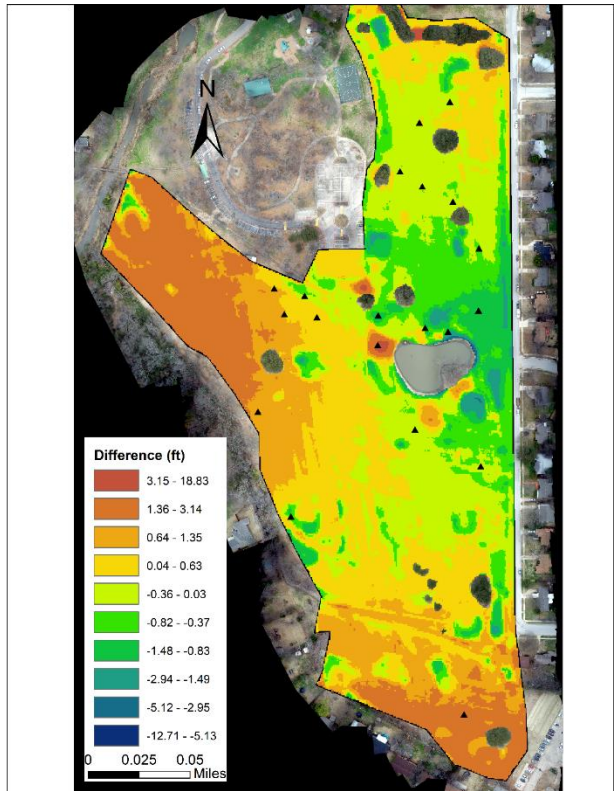 N
Difference (ft)
3.15 - 18.83
1.36 - 3.14
0.64 - 1.35
0.04 - 0.63
-0.36 - 0.03
-0.82 - -0.37
-1.48 - -0.83
-2.94 - -1.49
-5.12 - -2.95
-12.71 - -5.13
0 0.025 0.05
Miles